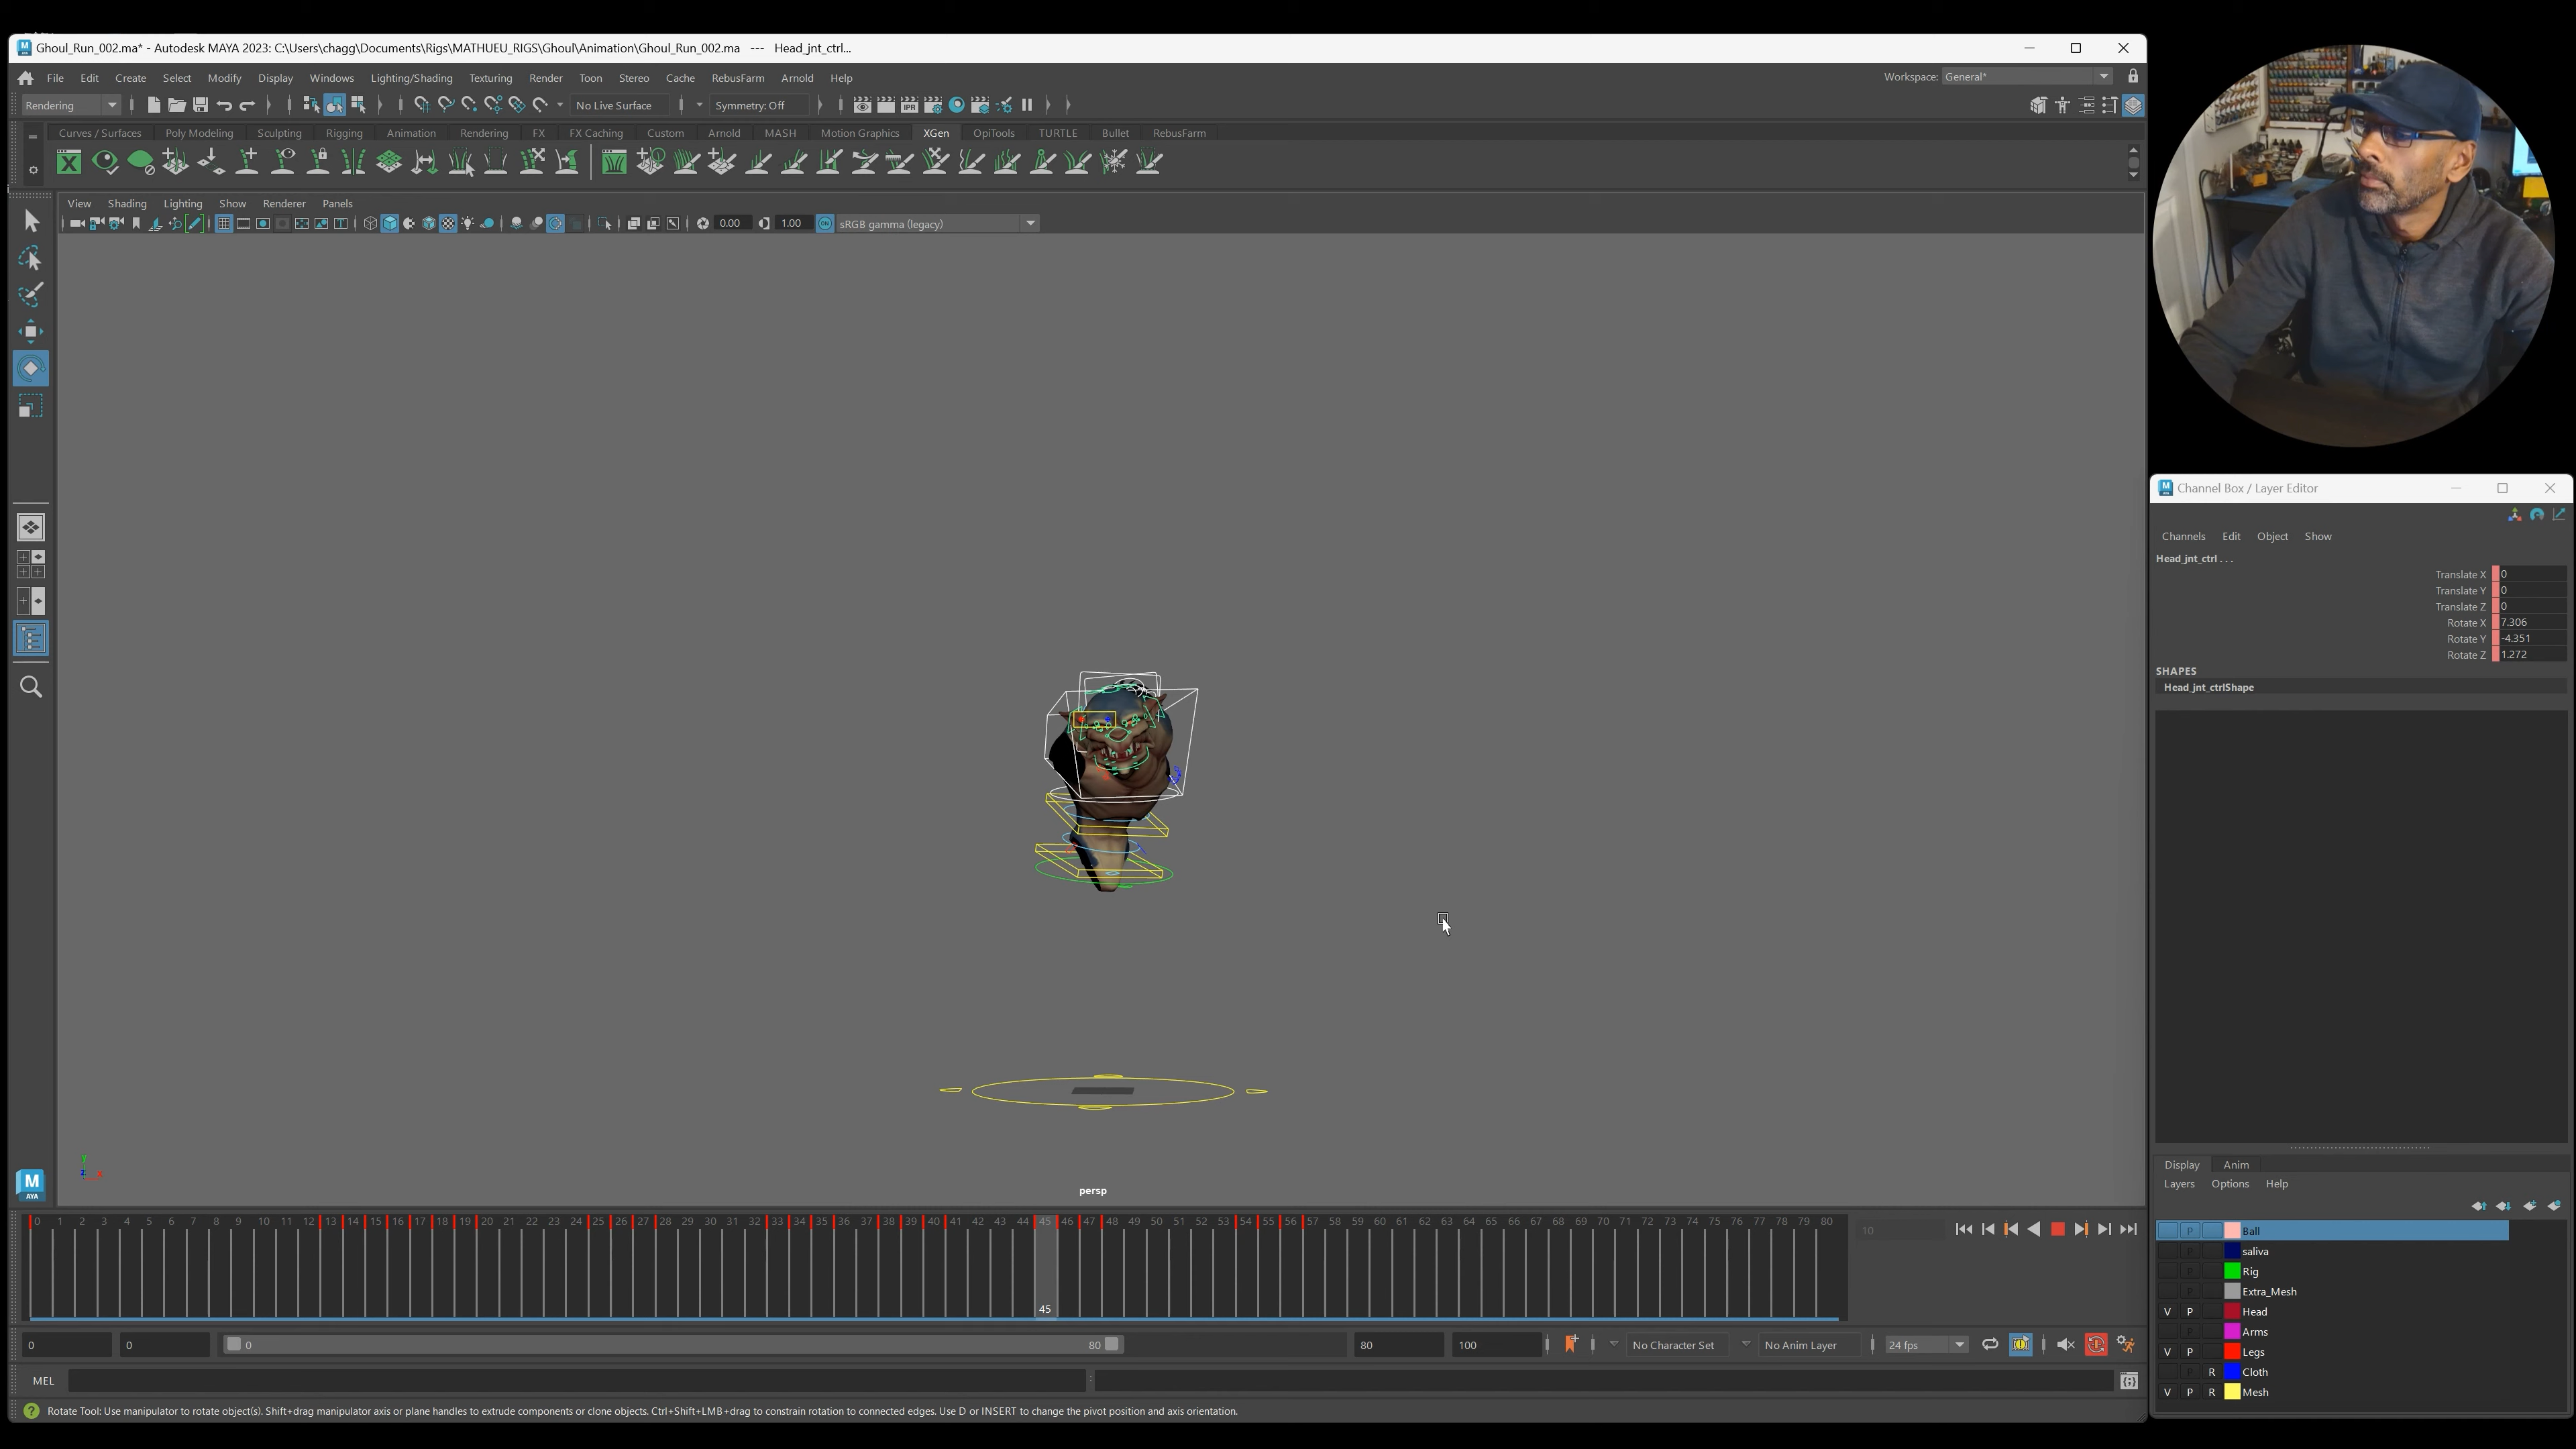 Ghoul_Run_002.ma* - Autodesk MAYA 2023: C:\Users\chagg\Documents\Rigs\MATHUEU_RIGS\Ghoul\Animation\Ghoul_Run_002.ma --- Head_jnt_ctrl...
File Edit Create Select Modify Display Windows Lighting/Shading Texturing Render Toon Stereo Cache RebusFarm Arnold Help
Workspace: General*
Rendering
No Live Surface
Symmetry: Off
IPR
Curves / Surfaces Poly Modeling Sculpting Rigging Animation Rendering FX FX Caching Custom Arnold MASH Motion Graphics XGen OpiTools TURTLE Bullet RebusFarm
View Shading Lighting Show Renderer Panels
0.00 1.00 ON sRGB gamma (legacy)
Channel Box / Layer Editor
Channels Edit Object Show
Head_jnt_ctrl . . .
Translate X 0
Translate Y 0
Translate Z 0
Rotate X 7.306
Rotate Y -4.351
Rotate Z 1.272
SHAPES
Head_jnt_ctrlShape
y
z x
persp
M
AYA
Display Anim
Layers Options Help
P Ball
P saliva
P Rig
P Extra_Mesh
V P Head
P Arms
V P Legs
P R Cloth
V P R Mesh
0 1 2 3 4 5 6 7 8 9 10 11 12 13 14 15 16 17 18 19 20 21 22 23 24 25 26 27 28 29 30 31 32 33 34 35 36 37 38 39 40 41 42 43 44 45 46 47 48 49 50 51 52 53 54 55 56 57 58 59 60 61 62 63 64 65 66 67 68 69 70 71 72 73 74 75 76 77 78 79 80
10
45
0 0 0 80 80 100 No Character Set No Anim Layer 24 fps
MEL
Rotate Tool: Use manipulator to rotate object(s). Shift+drag manipulator axis or plane handles to extrude components or clone objects. Ctrl+Shift+LMB+drag to constrain rotation to connected edges. Use D or INSERT to change the pivot position and axis orientation.